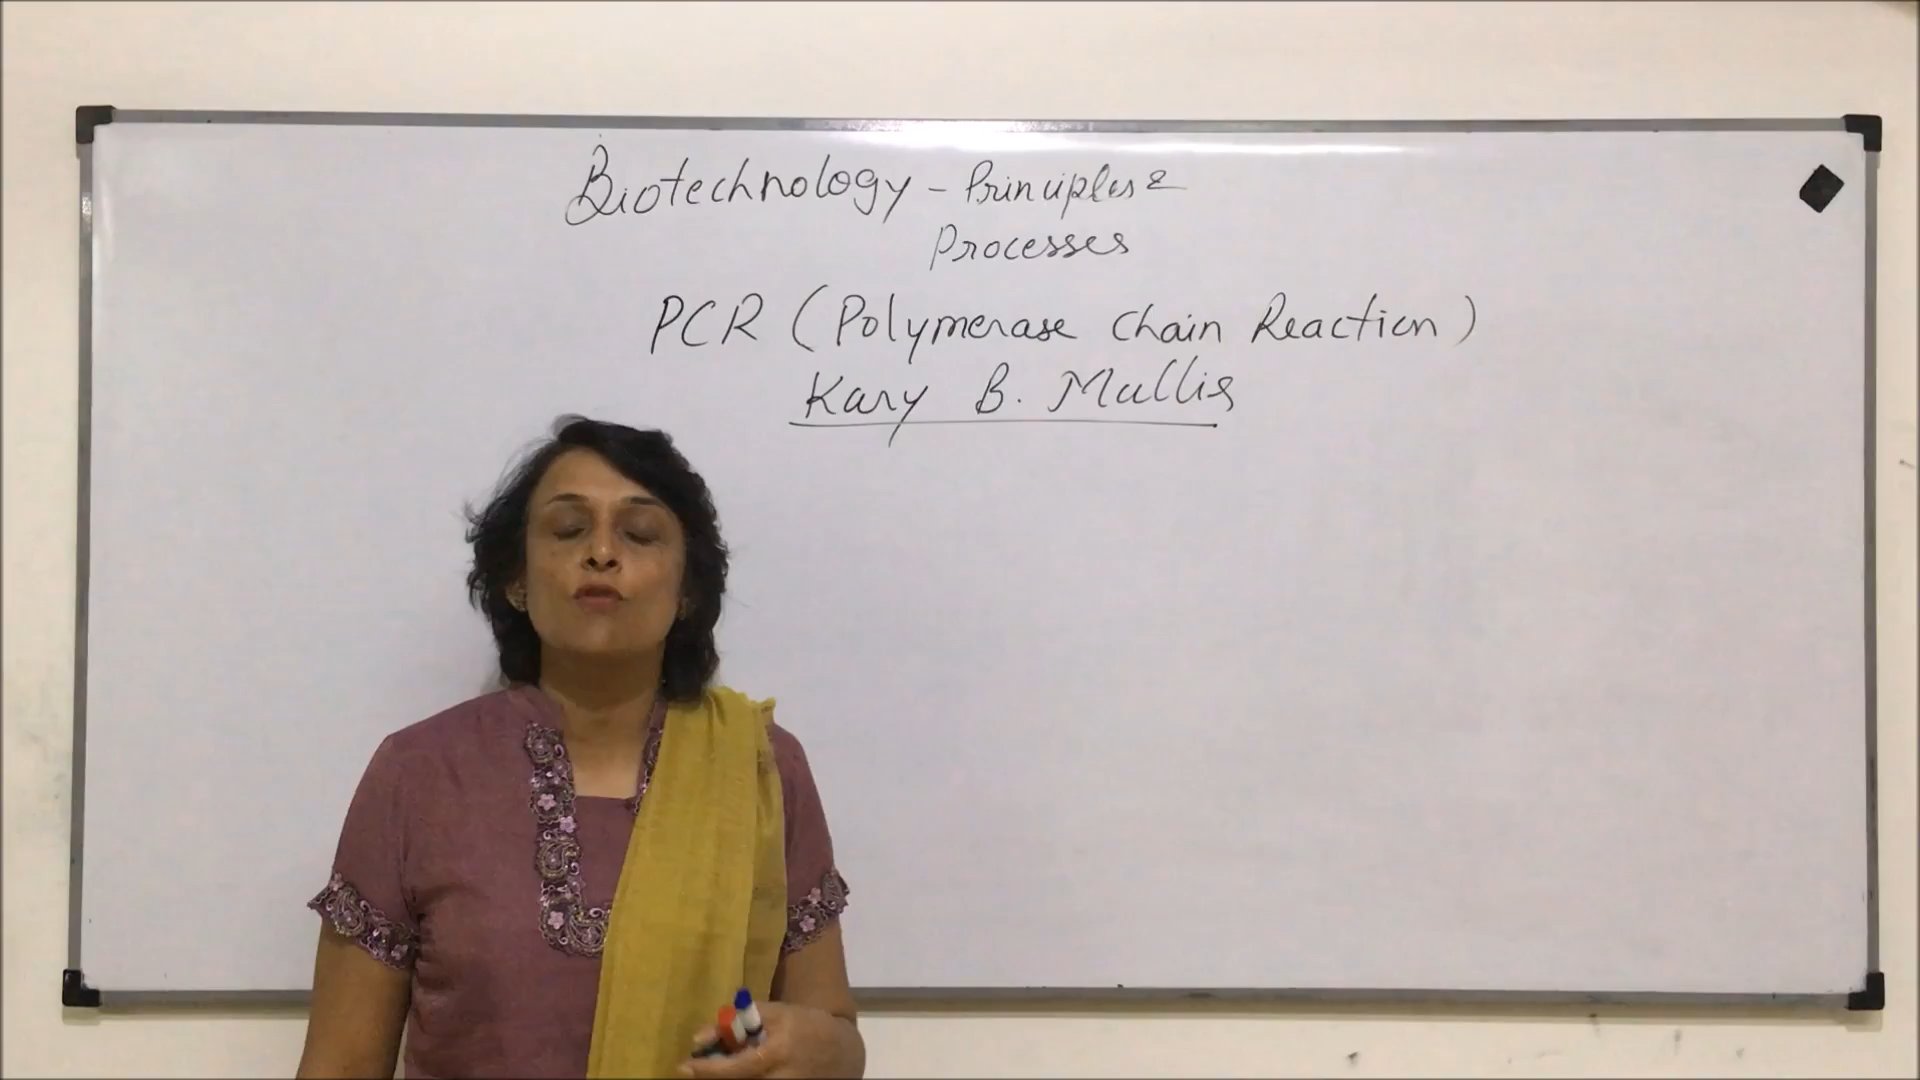 Biotechnology - Principles &
Processes
PCR (Polymerase Chain Reaction)
Kary B. Mullis